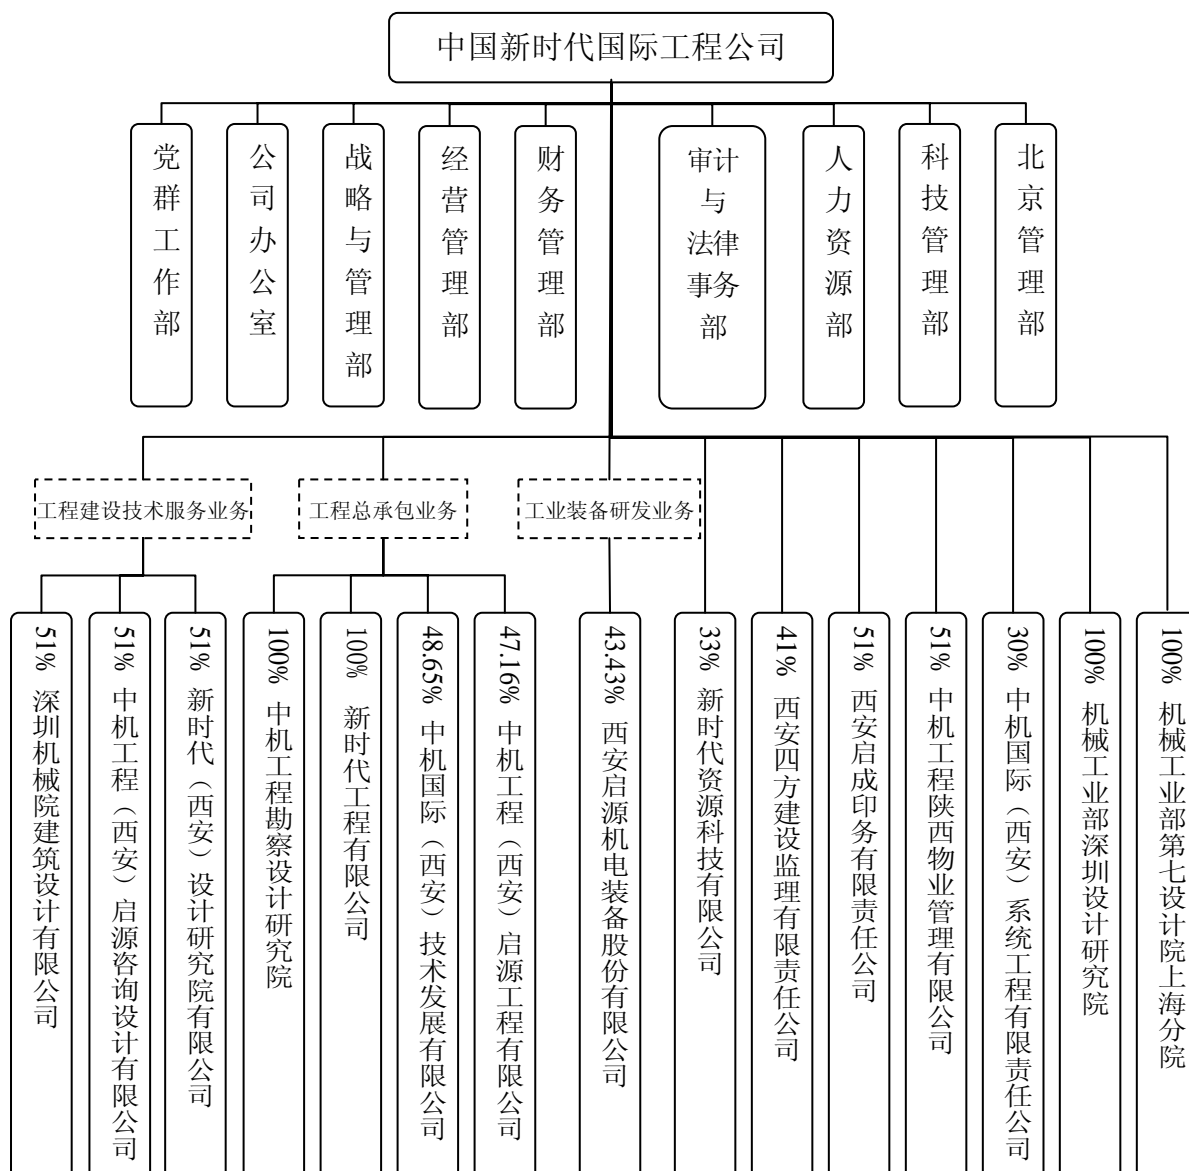 中国新时代国际工程公司
党群工作部
公司办公室
战略与管理部
经营管理部
财务管理部
审计与法律事务部
人力资源部
科技管理部
北京管理部
工程建设技术服务业务
工程总承包业务
工业装备研发业务
51% 深圳机械院建筑设计有限公司
51% 中机工程（西安）启源咨询设计有限公司
51% 新时代（西安）设计研究院有限公司
100% 中机工程勘察设计研究院
100% 新时代工程有限公司
48.65% 中机国际（西安）技术发展有限公司
47.16% 中机工程（西安）启源工程有限公司
43.43% 西安启源机电装备股份有限公司
33% 新时代资源科技有限公司
41% 西安四方建设监理有限责任公司
51% 西安启成印务有限责任公司
51% 中机工程陕西物业管理有限公司
30% 中机国际（西安）系统工程有限责任公司
100% 机械工业部深圳设计研究院
100% 机械工业部第七设计院上海分院